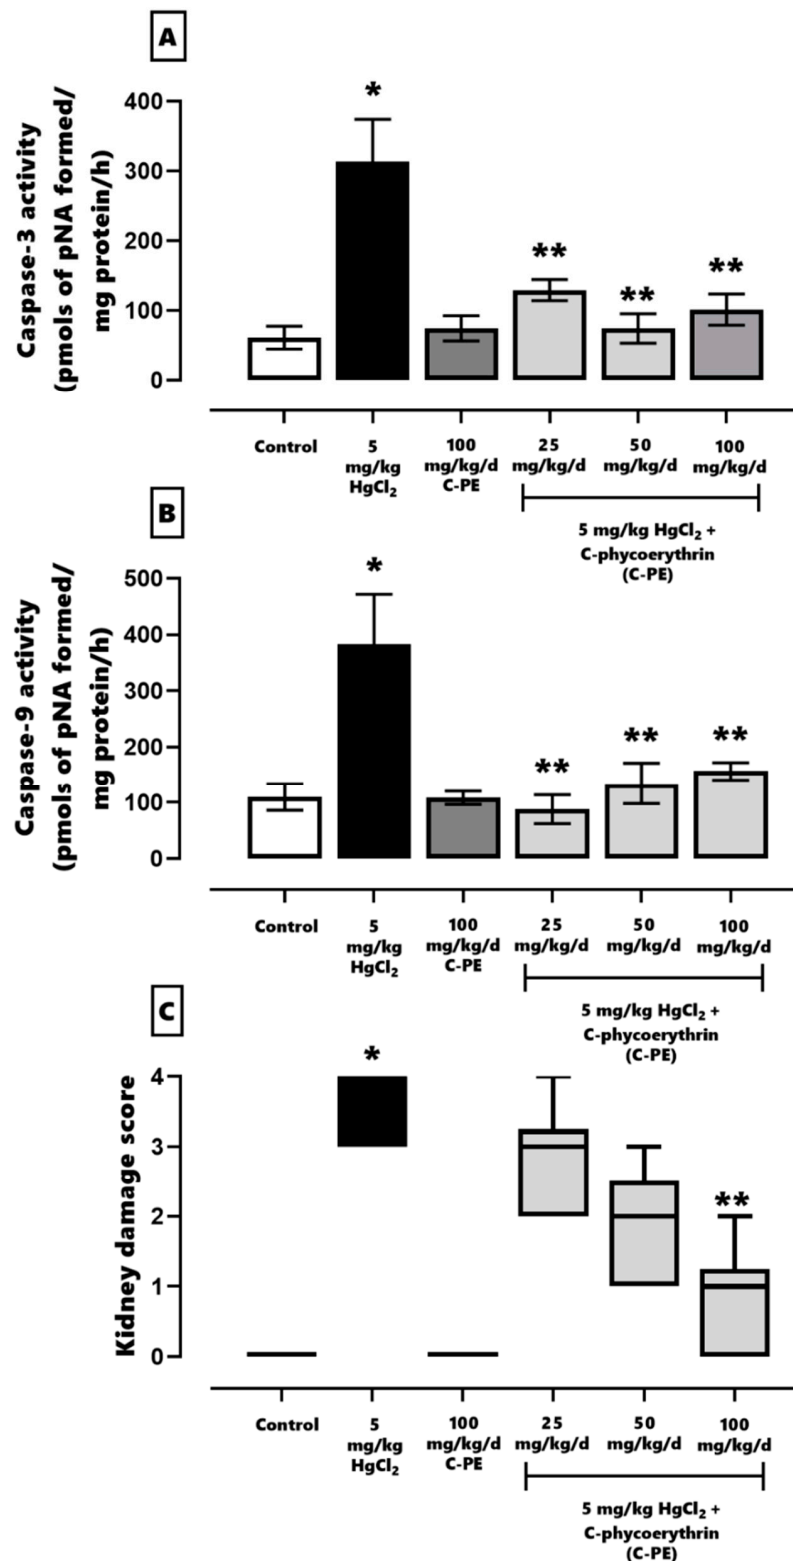 A
Caspase-3 activity
(pmols of pNA formed/
mg protein/h)
400
300
200
100
0
*
**
**
**
Control
5
mg/kg
HgCl₂
100
mg/kg/d
C-PE
25
mg/kg/d
50
mg/kg/d
100
mg/kg/d
5 mg/kg HgCl₂ +
C-phycoerythrin
(C-PE)
B
Caspase-9 activity
(pmols of pNA formed/
mg protein/h)
500
400
300
200
100
0
*
**
**
**
Control
5
mg/kg
HgCl₂
100
mg/kg/d
C-PE
25
mg/kg/d
50
mg/kg/d
100
mg/kg/d
5 mg/kg HgCl₂ +
C-phycoerythrin
(C-PE)
C
Kidney damage score
4
3
2
1
0
*
**
Control
5
mg/kg
HgCl₂
100
mg/kg/d
C-PE
25
mg/kg/d
50
mg/kg/d
100
mg/kg/d
5 mg/kg HgCl₂ +
C-phycoerythrin
(C-PE)